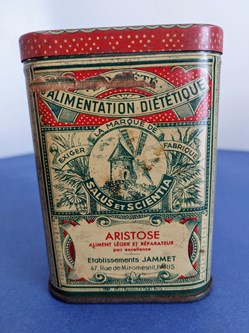 ALIMENTATION DIÉTÉTIQUE
LA MARQUE DE
EXIGER
FABRIQUE
SALUS ET SCIENTIA
ARISTOSE
ALIMENT LÉGER ET RÉPARATEUR
par excellence
Etablissements JAMMET
47, Rue de Miromesnil, PARIS